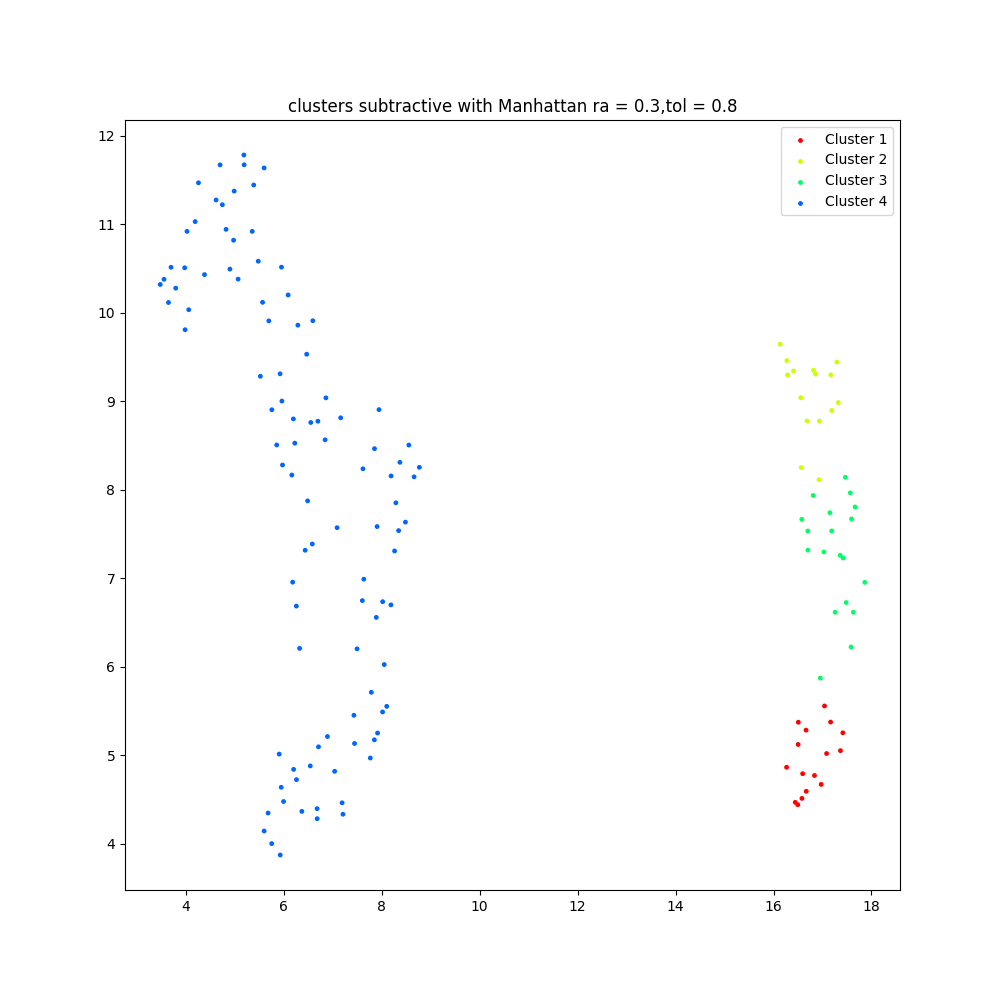 clusters subtractive with Manhattan ra = 0.3,tol = 0.8
Cluster 1
Cluster 2
Cluster 3
Cluster 4
12
11
10
9
8
7
6
5
4
4 6 8 10 12 14 16 18